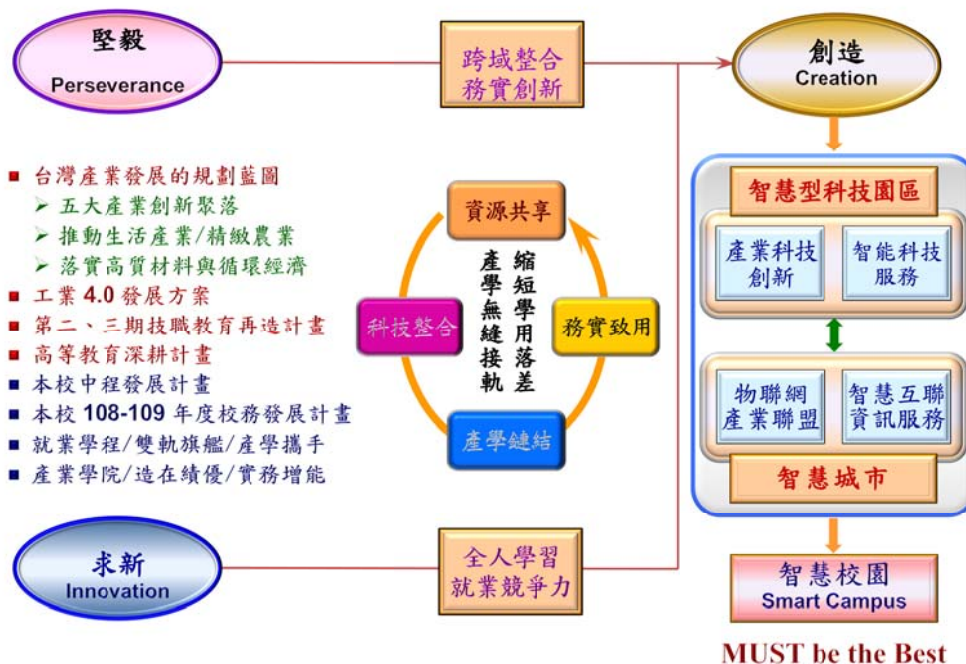 堅毅
Perseverance
跨域整合
務實創新
創造
Creation
台灣產業發展的規劃藍圖
五大產業創新聚落
推動生活產業/精緻農業
落實高質材料與循環經濟
工業 4.0 發展方案
第二、三期技職教育再造計畫
高等教育深耕計畫
本校中程發展計畫
本校 108-109 年度校務發展計畫
就業學程/雙軌旗艦/產學攜手
產業學院/造在績優/實務增能
資源共享
科技整合
縮短學用落差
產學無縫接軌
務實致用
產學鏈結
智慧型科技園區
產業科技
創新
智能科技
服務
物聯網
產業聯盟
智慧互聯
資訊服務
智慧城市
求新
Innovation
全人學習
就業競爭力
智慧校園
Smart Campus
MUST be the Best